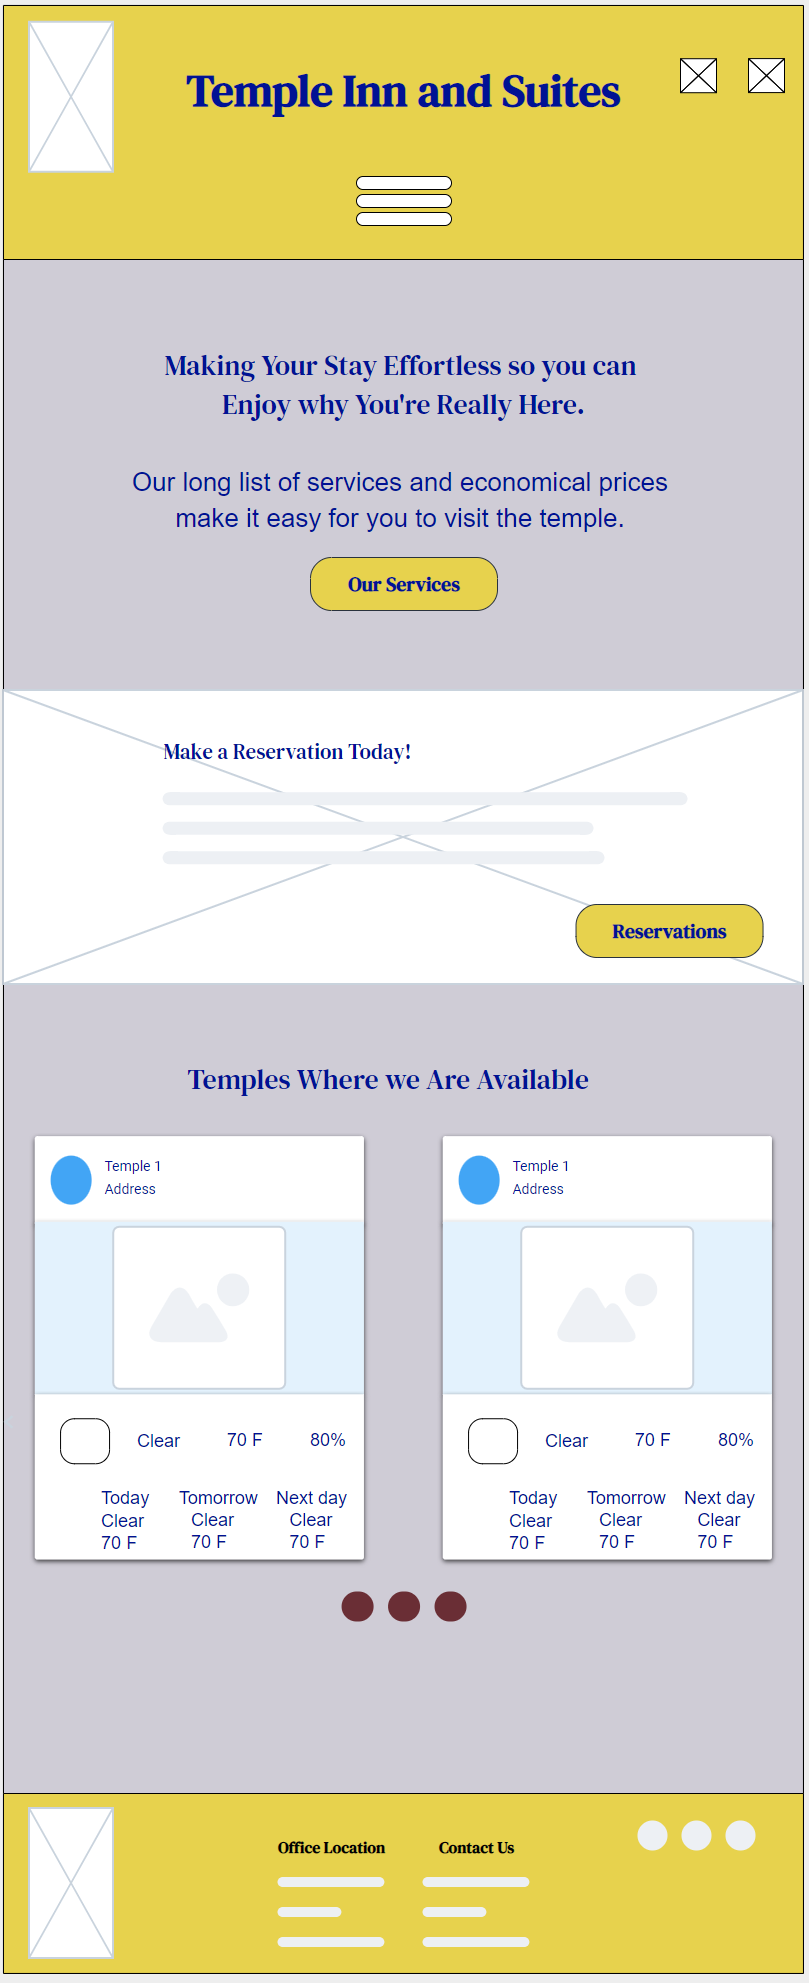 Temple Inn and Suites
Making Your Stay Effortless so you can
Enjoy why You're Really Here.
Our long list of services and economical prices
make it easy for you to visit the temple.
Our Services
Make a Reservation Today!
Reservations
Temples Where we Are Available
Temple 1
Address
Clear 70 F 80%
Today Tomorrow Next day
Clear Clear Clear
70 F 70 F 70 F
Temple 1
Address
Clear 70 F 80%
Today Tomorrow Next day
Clear Clear Clear
70 F 70 F 70 F
Office Location
Contact Us